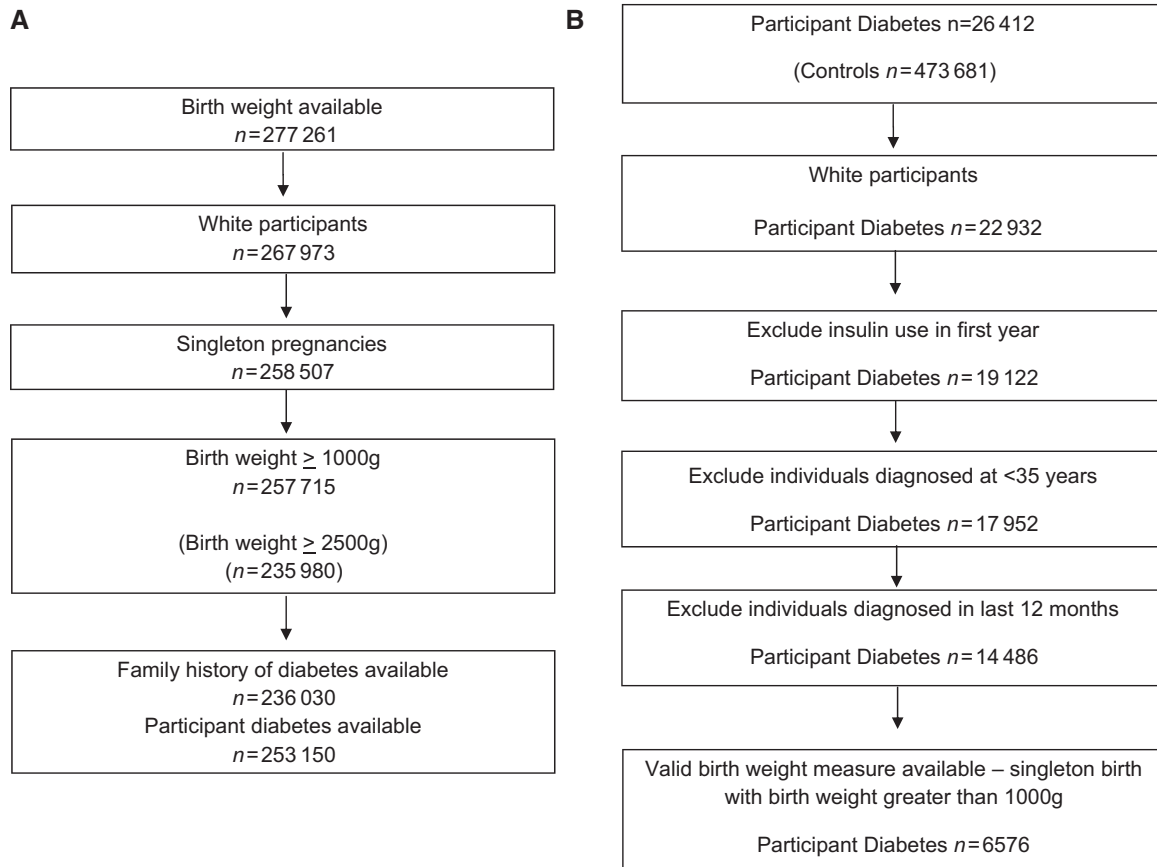 A
Birth weight available
n=277 261
White participants
n=267 973
Singleton pregnancies
n=258 507
Birth weight ≥ 1000g
n=257 715
(Birth weight ≥ 2500g)
(n=235 980)
Family history of diabetes available
n=236 030
Participant diabetes available
n=253 150
B
Participant Diabetes n=26 412
(Controls n=473 681)
White participants
Participant Diabetes n=22 932
Exclude insulin use in first year
Participant Diabetes n=19 122
Exclude individuals diagnosed at <35 years
Participant Diabetes n=17 952
Exclude individuals diagnosed in last 12 months
Participant Diabetes n=14 486
Valid birth weight measure available – singleton birth
with birth weight greater than 1000g
Participant Diabetes n=6576